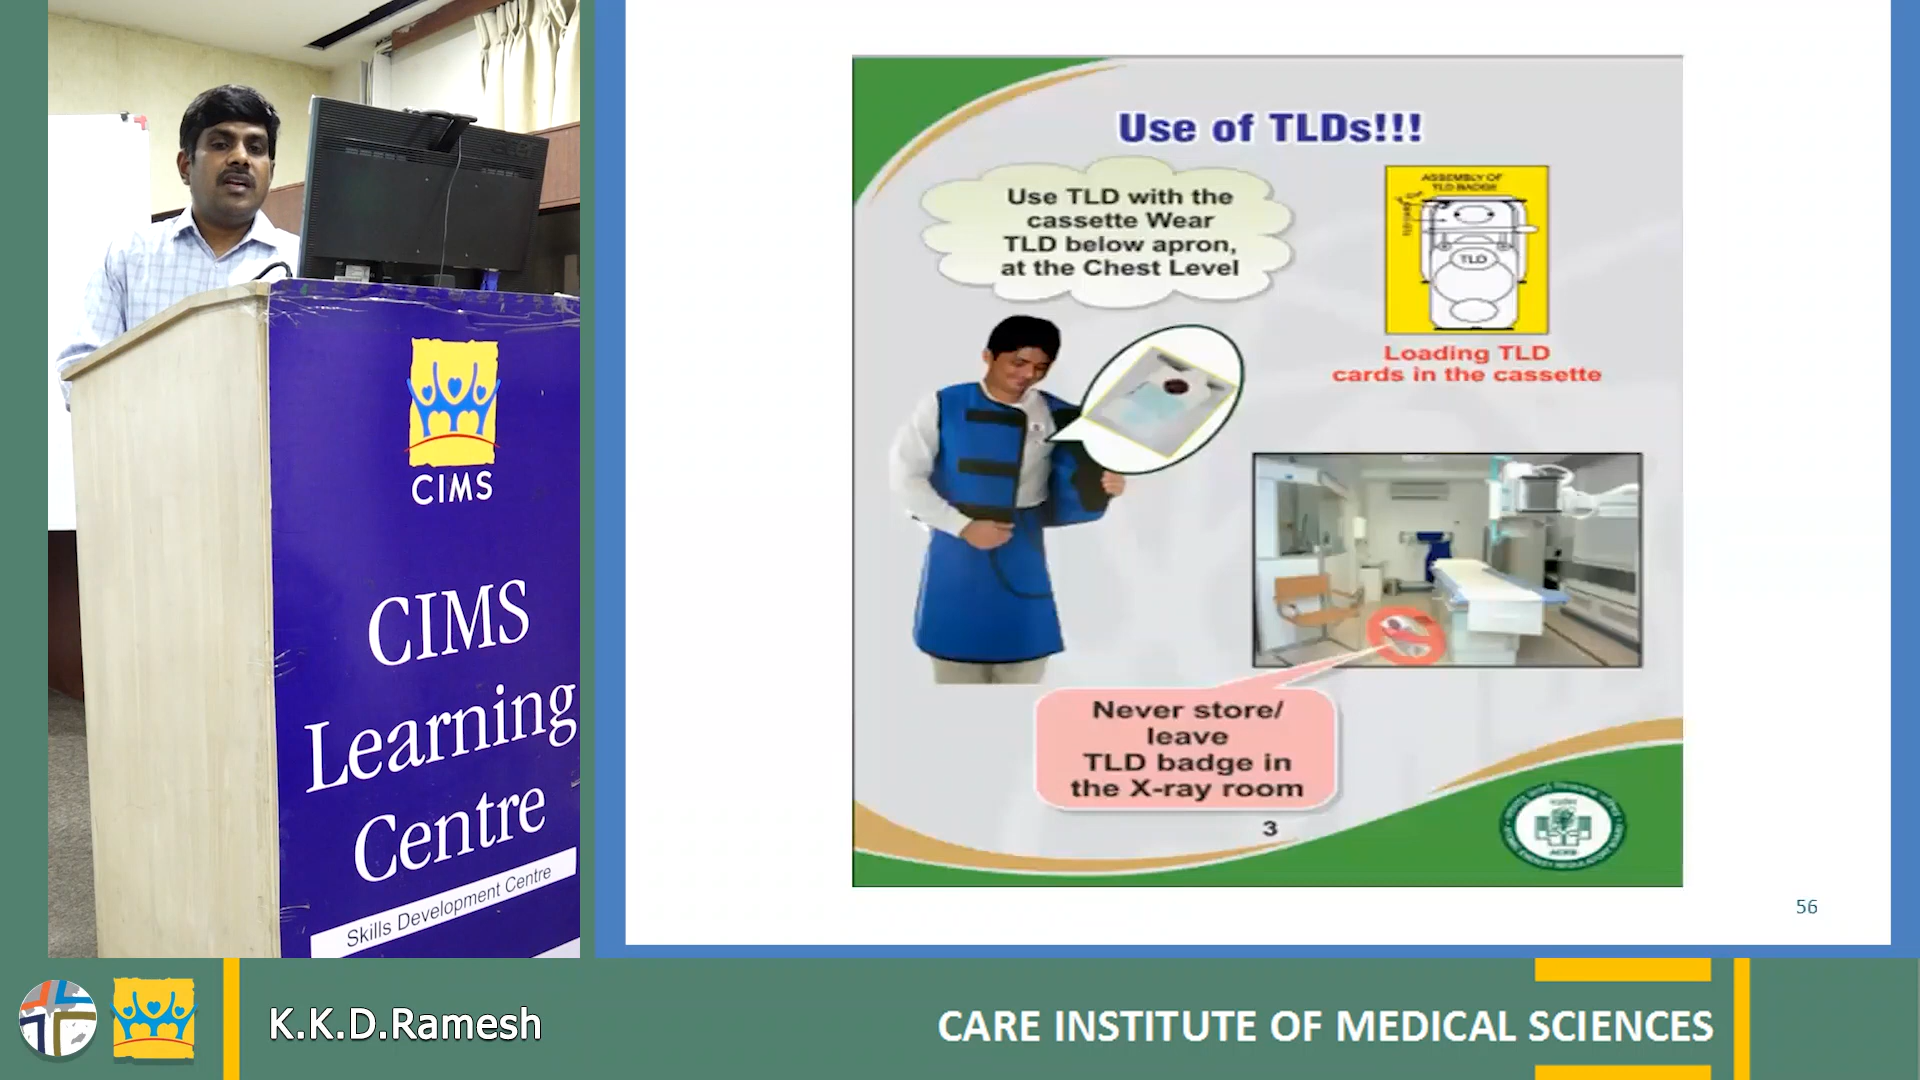 CIMS
CIMS
Learning
Centre
Skills Development Centre
Use of TLDs!!!
Use TLD with the
cassette Wear
TLD below apron,
at the Chest Level
ASSEMBLY OF
TLD BADGE
TLD
Loading TLD
cards in the cassette
Never store/
leave
TLD badge in
the X-ray room
3
56
K.K.D.Ramesh
CARE INSTITUTE OF MEDICAL SCIENCES